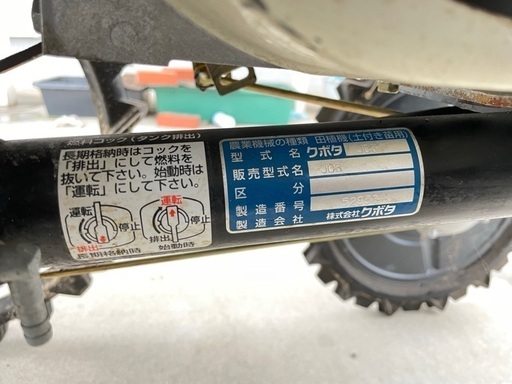 燃料コック(タンク排出)
長期格納時はコックを
「排出」にして燃料を
抜いて下さい。始動時は
「運転」にして下さい。
運転
停止
排出
長期格納時
運転
停止
排出
始動時
農業機械の種類 田植機(土付き苗用)
型式名 クボタ
販売型式名
区分
製造番号
製造会社 株式会社クボタ